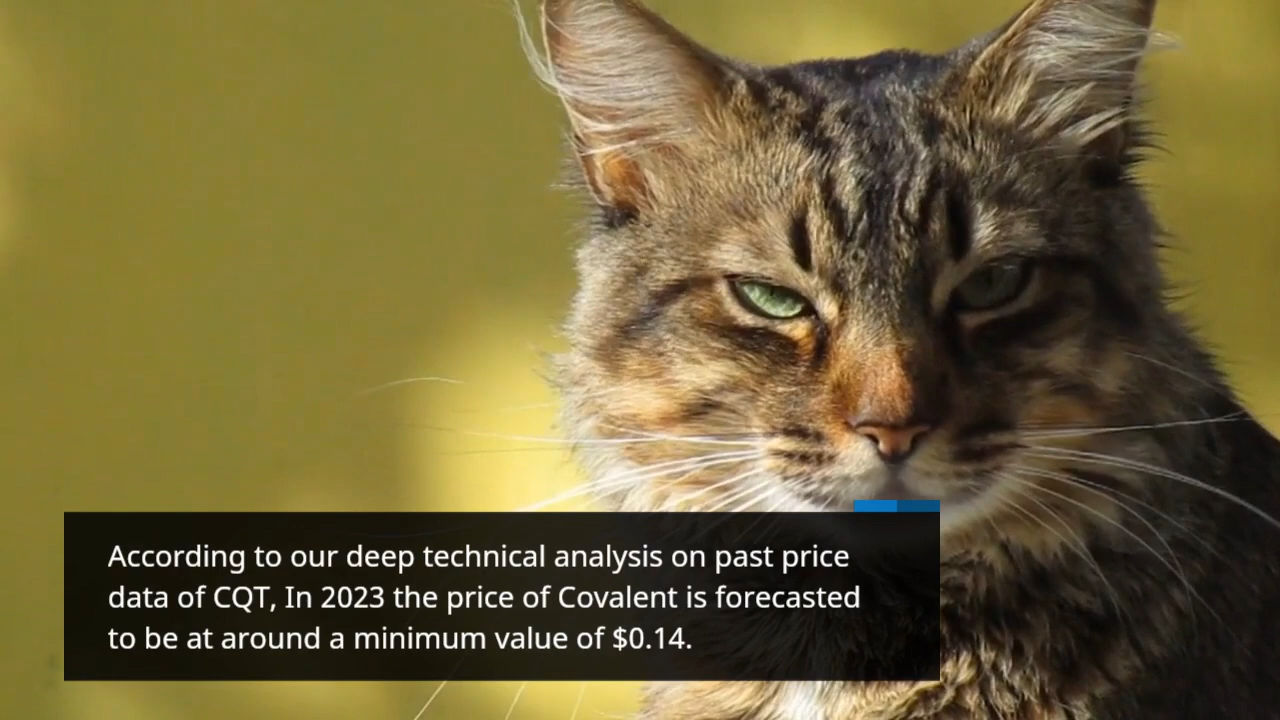 According to our deep technical analysis on past price
data of CQT, In 2023 the price of Covalent is forecasted
to be at around a minimum value of $0.14.